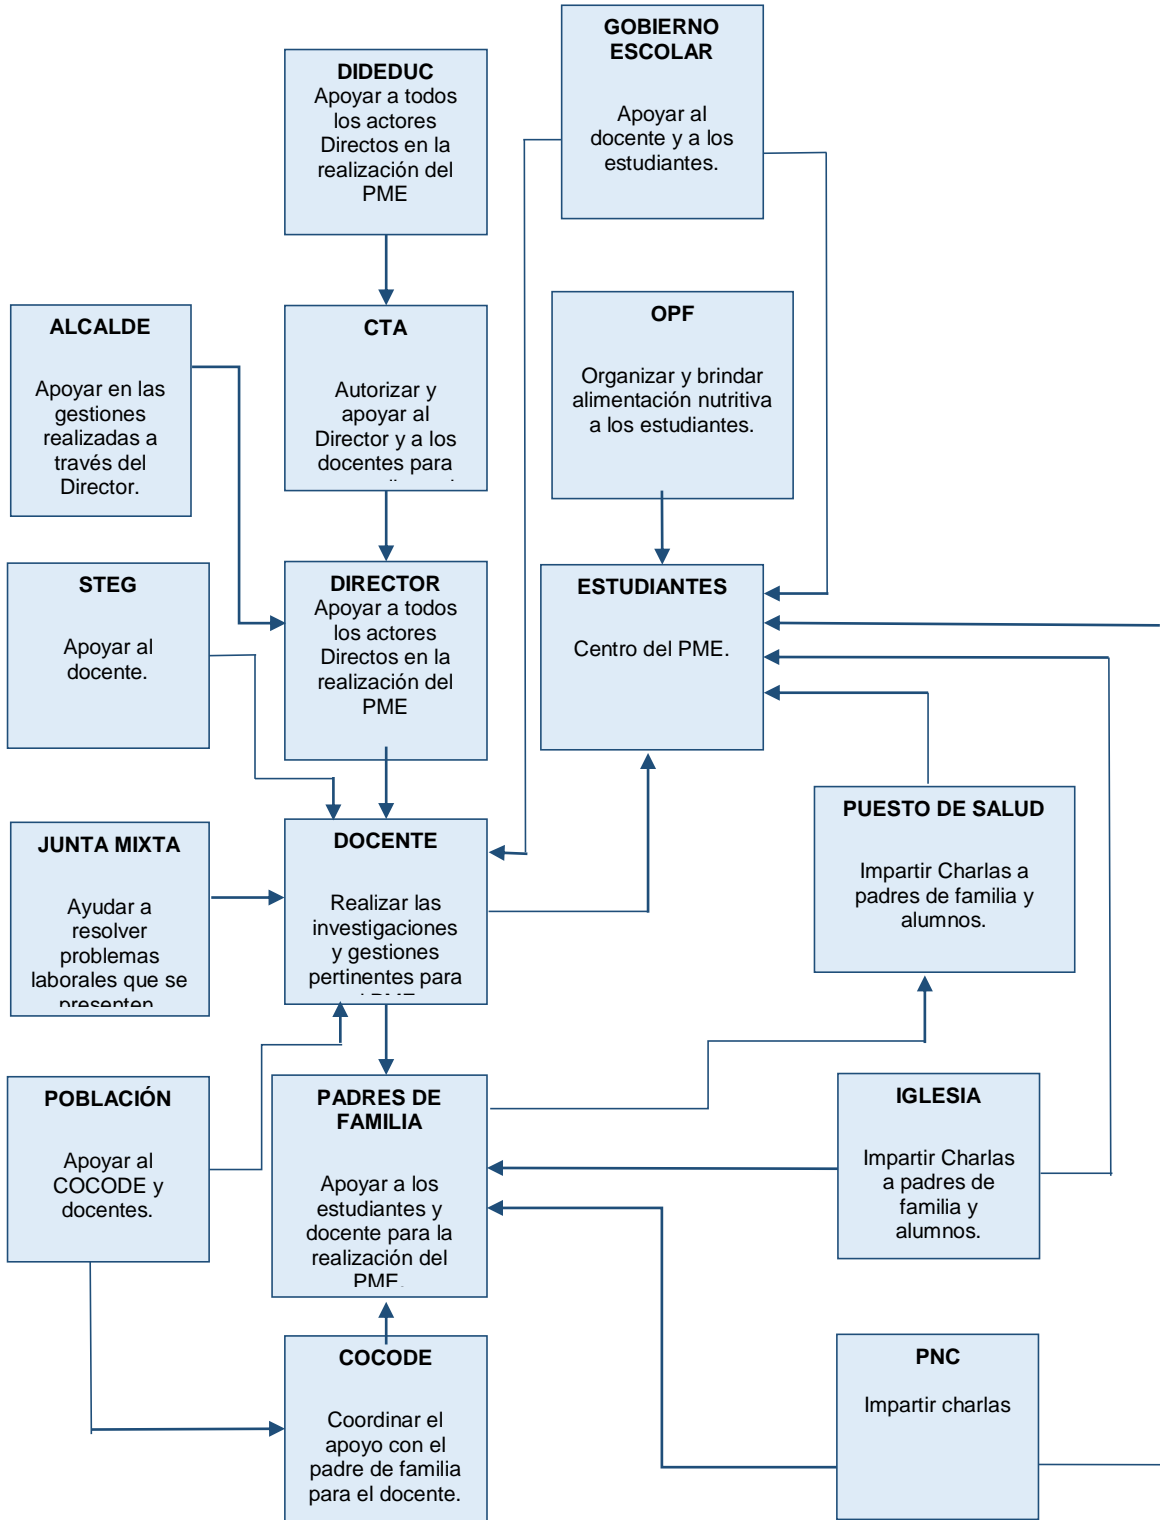 GOBIERNO
ESCOLAR
Apoyar al
docente y a los
estudiantes.
DIDEDUC
Apoyar a todos
los actores
Directos en la
realización del
PME
ALCALDE
Apoyar en las
gestiones
realizadas a
través del
Director.
CTA
Autorizar y
apoyar al
Director y a los
docentes para
OPF
Organizar y brindar
alimentación nutritiva
a los estudiantes.
STEG
Apoyar al
docente.
DIRECTOR
Apoyar a todos
los actores
Directos en la
realización del
PME
ESTUDIANTES
Centro del PME.
JUNTA MIXTA
Ayudar a
resolver
problemas
laborales que se
presenten
DOCENTE
Realizar las
investigaciones
y gestiones
pertinentes para
PUESTO DE SALUD
Impartir Charlas a
padres de familia y
alumnos.
POBLACIÓN
Apoyar al
COCODE y
docentes.
PADRES DE
FAMILIA
Apoyar a los
estudiantes y
docente para la
realización del
PME.
IGLESIA
Impartir Charlas
a padres de
familia y
alumnos.
COCODE
Coordinar el
apoyo con el
padre de familia
para el docente.
PNC
Impartir charlas